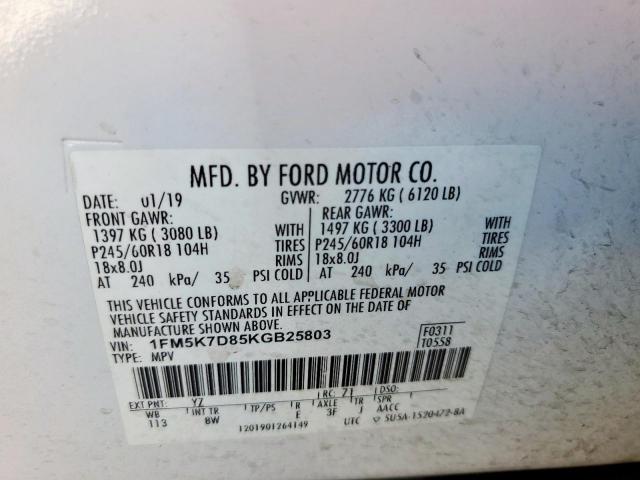 MFD. BY FORD MOTOR CO.
DATE: 01/19 GVWR: 2776 KG ( 6120 LB)
FRONT GAWR: REAR GAWR:
1397 KG ( 3080 LB) WITH 1497 KG ( 3300 LB) WITH
P245/60R18 104H TIRES P245/60R18 104H TIRES
18x8.0J RIMS 18x8.0J RIMS
AT 240 kPa/ 35 PSI COLD AT 240 kPa/ 35 PSI COLD
THIS VEHICLE CONFORMS TO ALL APPLICABLE FEDERAL MOTOR
VEHICLE SAFETY STANDARDS IN EFFECT ON THE DATE OF
MANUFACTURE SHOWN ABOVE.
VIN: 1FM5K7D85KGB25803 F0311
TYPE: MPV T0558
EXT PNT: YZ RC: 71 DSO:
WB INT TR TP/PS R AXLE TR SPR
113 8W E 3F J AACC
1201901264149 UTC 5USA-1520472-BA